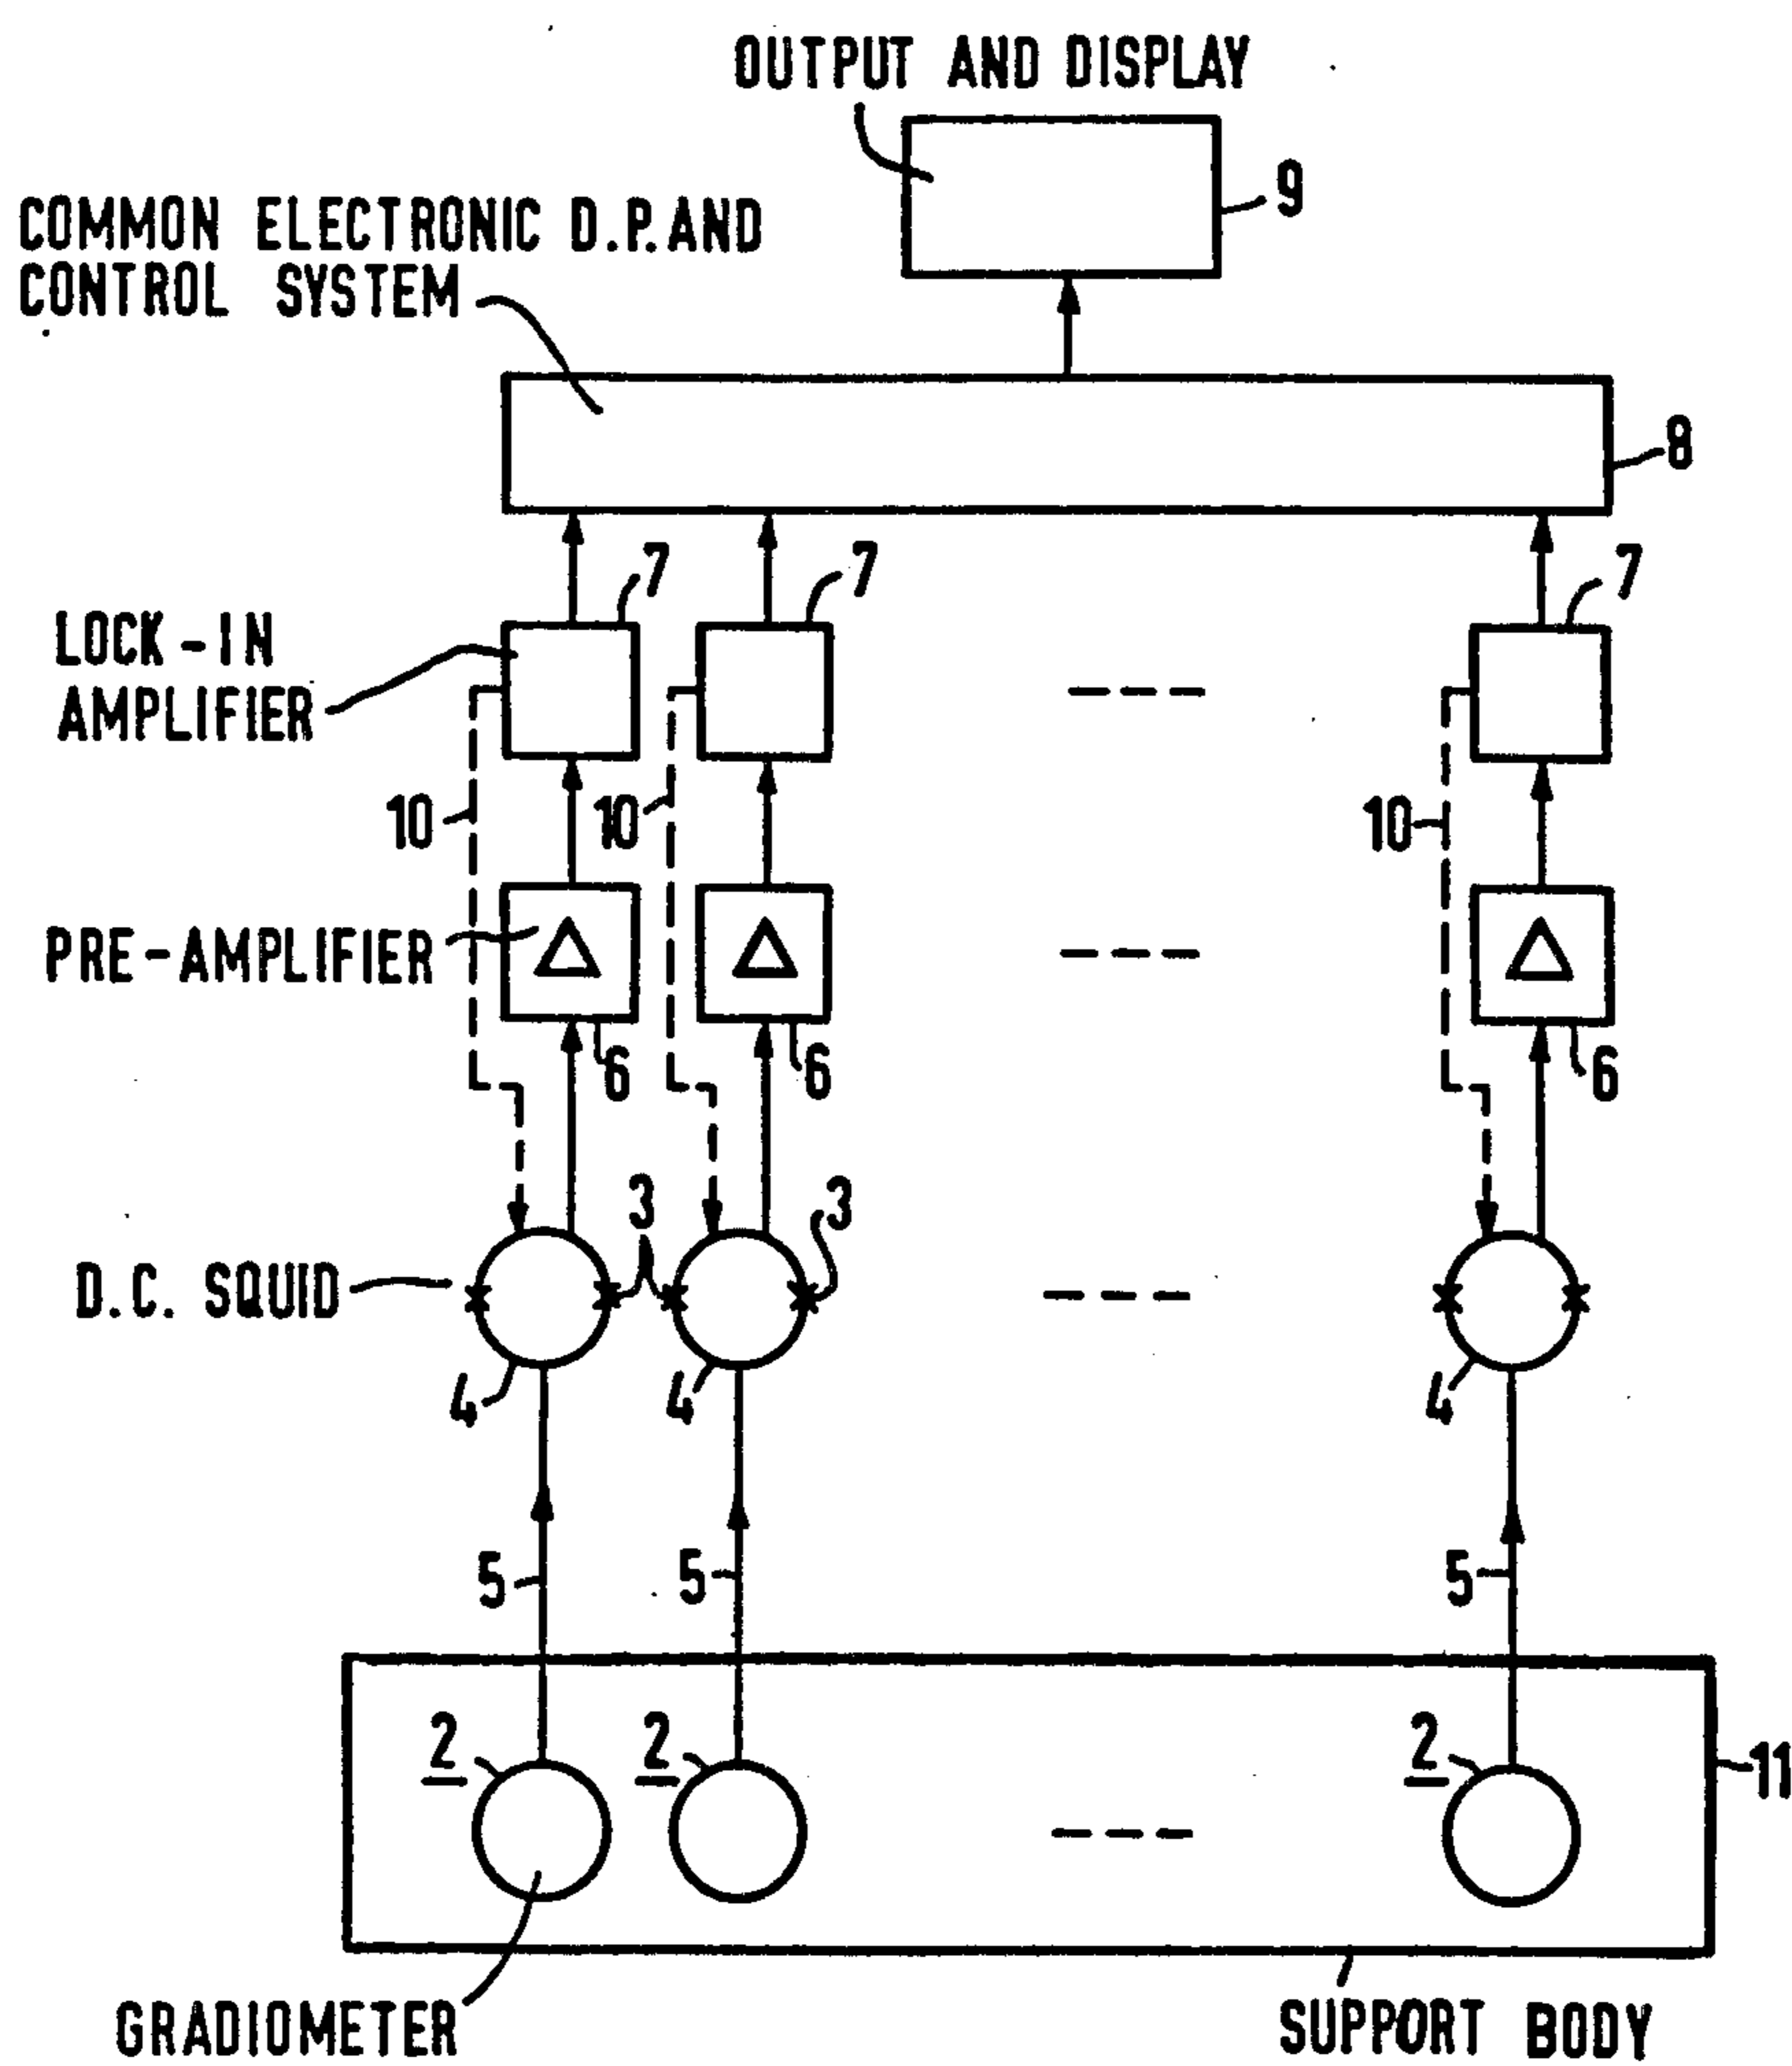 OUTPUT AND DISPLAY
9
COMMON ELECTRONIC D.P. AND
CONTROL SYSTEM
8
7 7 7
LOCK-IN
AMPLIFIER
10 10 10
PRE-AMPLIFIER
6 6 6
3 3
D.C. SQUID
4 4 4
5 5 5
2 2 2
11
GRADIOMETER
SUPPORT BODY